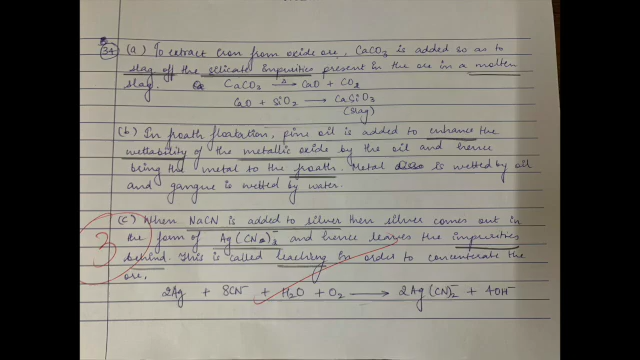 34 (a) To extract Iron from oxide ore, CaCO3 is added so as to
slag off the silicate impurities present in the ore in a molten
slag. CaCO3 →Δ CaO + CO2
CaO + SiO2 → CaSiO3
(slag)
(b) In froath floatation, pine oil is added to enhance the
wettability of the metallic oxide by the oil and hence
being the metal to the froath. Metal is wetted by oil
and gangue is wetted by water.
(c) When NaCN is added to silver then silver comes out in
the form of Ag(CN)2- and hence leaves the impurities
behind. This is called leaching in order to concentrate the
ore.
3
2Ag + 8CN- + H2O + O2 → 2Ag(CN)2- + 4OH-